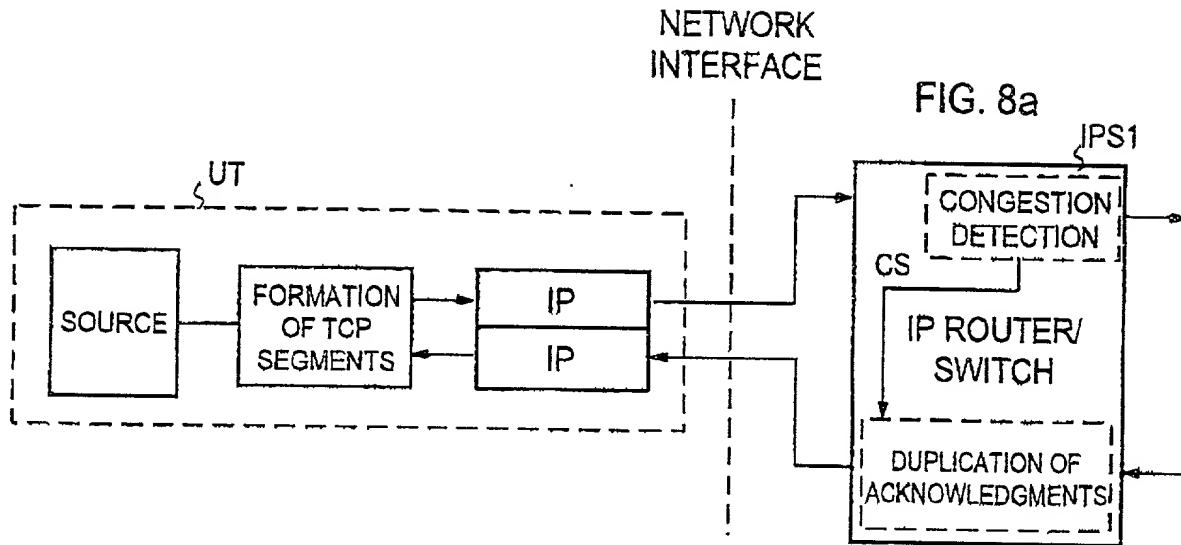 NETWORK
INTERFACE
FIG. 8a
IPS1
UT
CONGESTION
DETECTION
CS
SOURCE
FORMATION
OF TCP
SEGMENTS
IP
IP
IP ROUTER/
SWITCH
DUPLICATION OF
ACKNOWLEDGMENTS